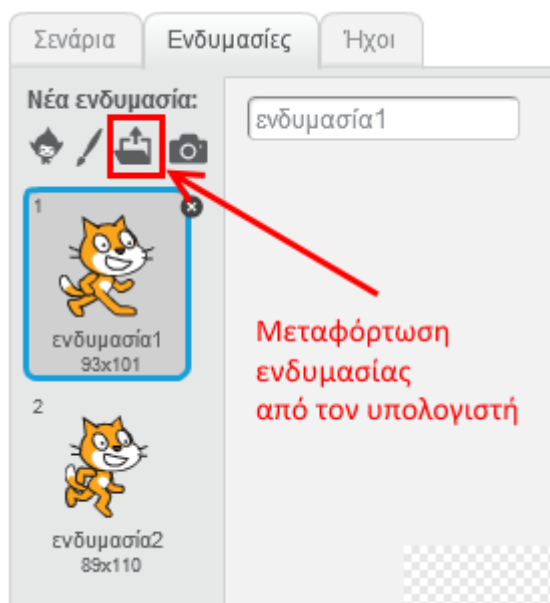 Σενάρια Ενδυμασίες Ήχοι
Νέα ενδυμασία:
ενδυμασία1
1
ενδυμασία1
93x101
Μεταφόρτωση
ενδυμασίας
από τον υπολογιστή
2
ενδυμασία2
89x110